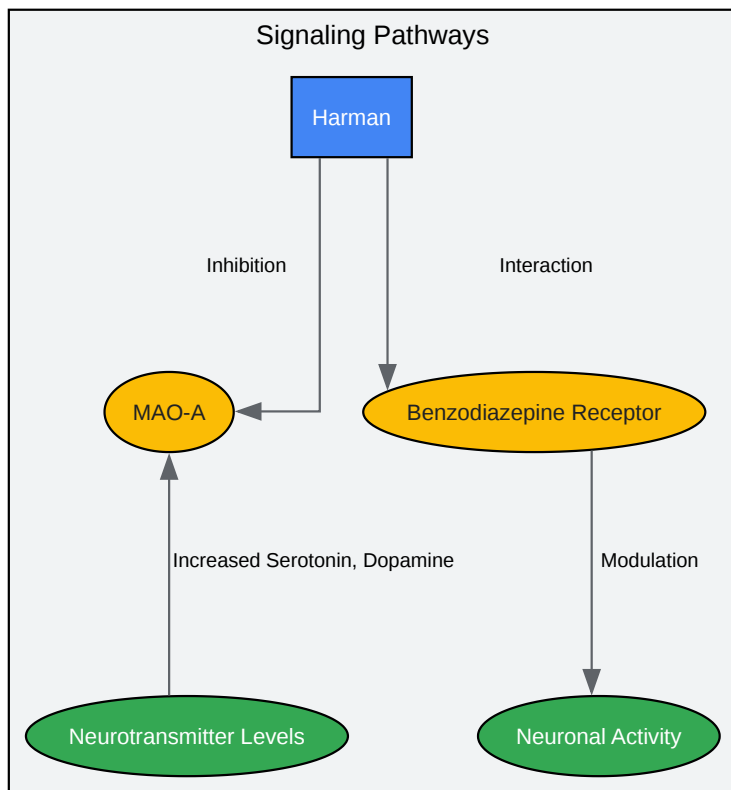 Signaling Pathways
Harman
Inhibition
Interaction
MAO-A
Benzodiazepine Receptor
Increased Serotonin, Dopamine
Modulation
Neurotransmitter Levels
Neuronal Activity